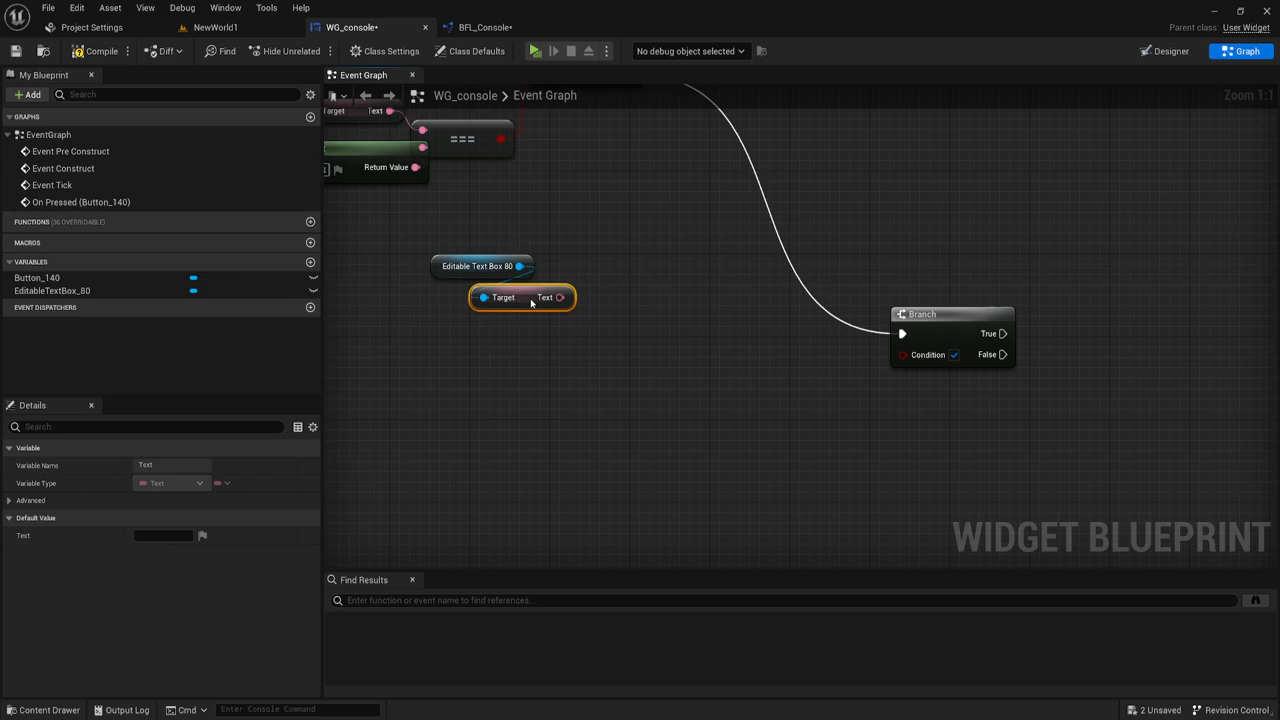 File Edit Asset View Debug Window Tools Help
Project Settings NewWorld1 WG_console* BFL_Console*
Parent class: User Widget
Compile Diff Find Hide Unrelated Class Settings Class Defaults No debug object selected Designer Graph
My Blueprint
Add Search
GRAPHS
EventGraph
Event Pre Construct
Event Construct
Event Tick
On Pressed (Button_140)
FUNCTIONS (36 OVERRIDABLE)
MACROS
VARIABLES
Button_140
EditableTextBox_80
EVENT DISPATCHERS
Details
Search
Variable
Variable Name Text
Variable Type Text
Advanced
Default Value
Text
Event Graph
WG_console > Event Graph
Zoom 1:1
Target Text
===
Return Value
Editable Text Box 80
Target Text
Branch
True
Condition False
WIDGET BLUEPRINT
Find Results
Enter function or event name to find references...
Content Drawer Output Log Cmd Enter Console Command 2 Unsaved Revision Control